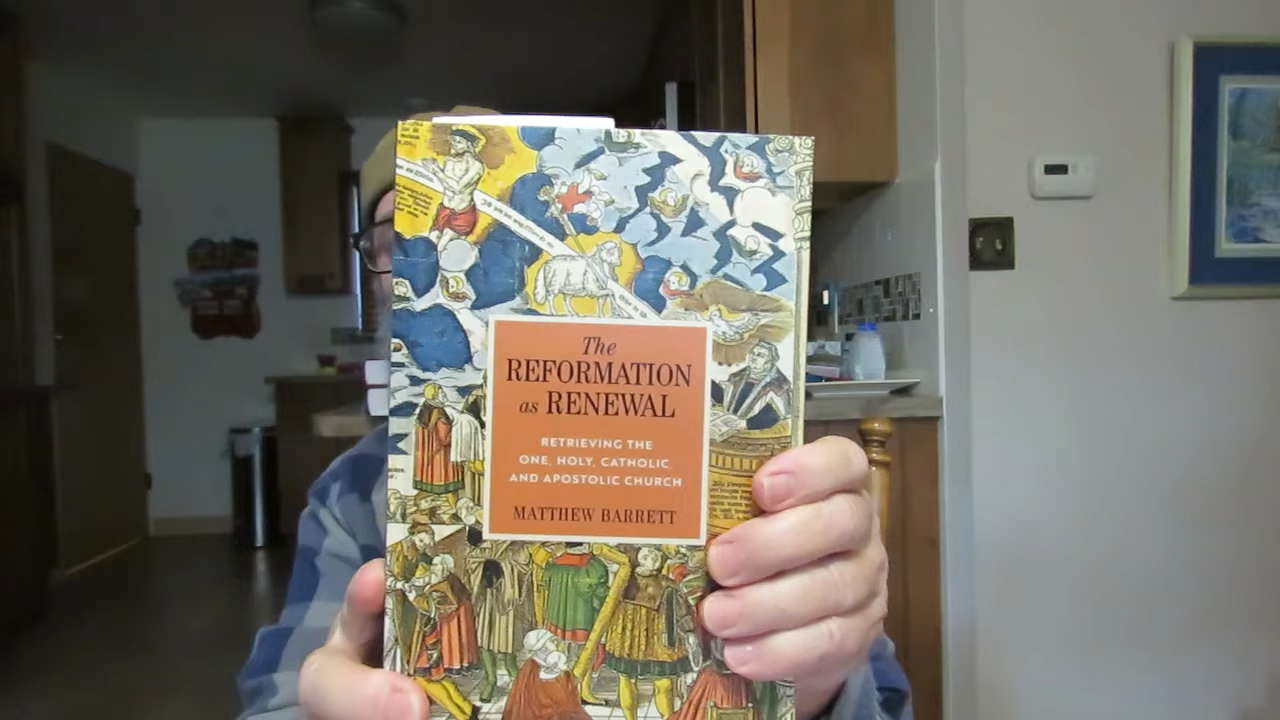 The
REFORMATION
as RENEWAL
RETRIEVING THE
ONE, HOLY, CATHOLIC,
AND APOSTOLIC CHURCH
MATTHEW BARRETT